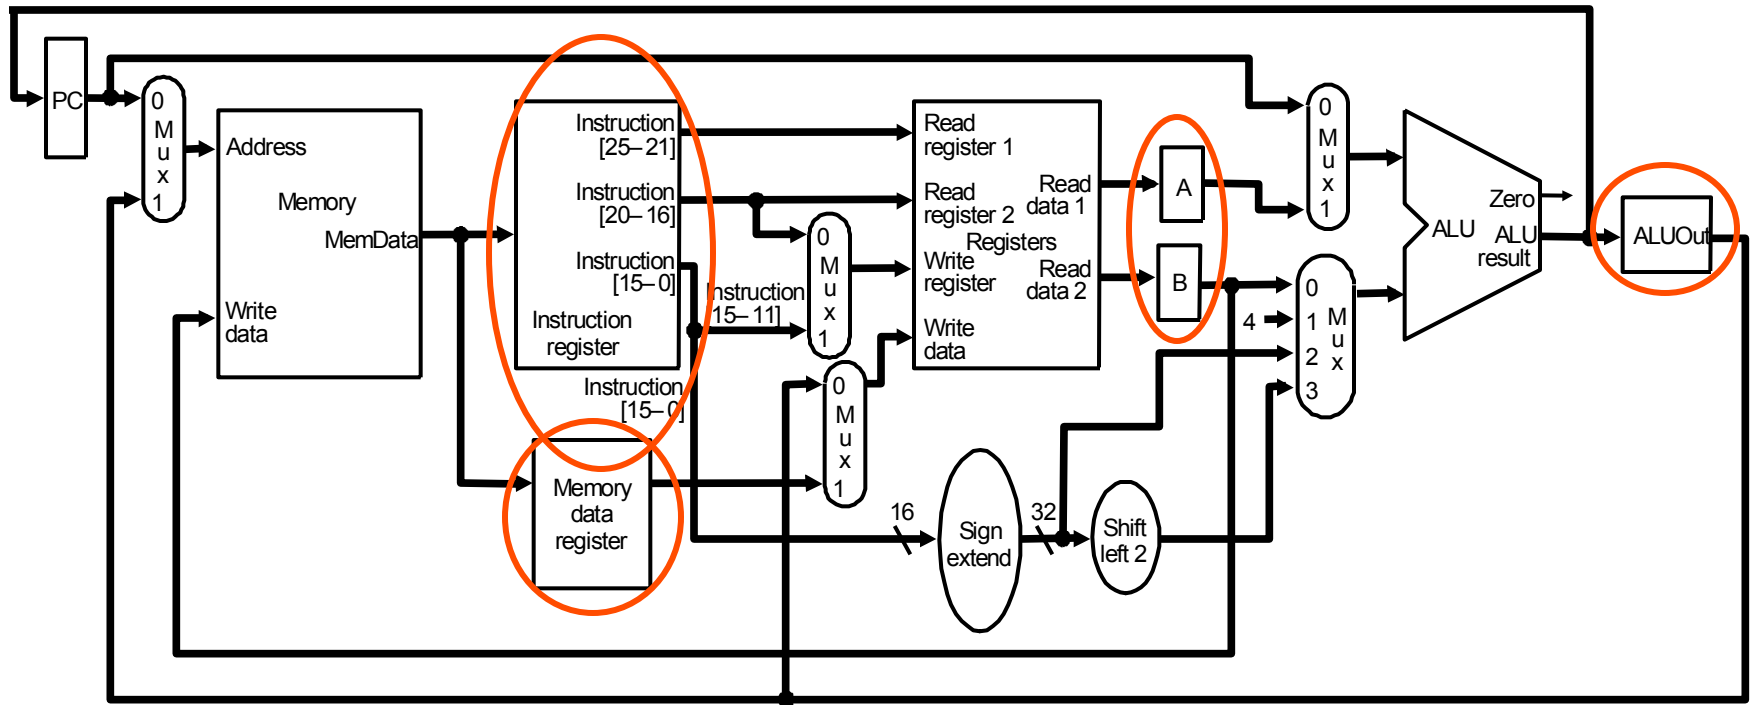 PC
0
M
u
x
1
Address
Memory
MemData
Write
data
Instruction
[25–21]
Instruction
[20–16]
Instruction
[15–0]
Instruction
register
Instruction
[15–0]
Memory
data
register
nstruction
15–11]
0
M
u
x
1
0
M
u
x
1
Read
register 1
Read
register 2
Registers
Write
register
Write
data
Read
data 1
Read
data 2
16
Sign
extend
32
Shift
left 2
A
B
4
0
M
u
x
1
0
1
2
3
M
u
x
Zero
ALU
ALU
result
ALUOut